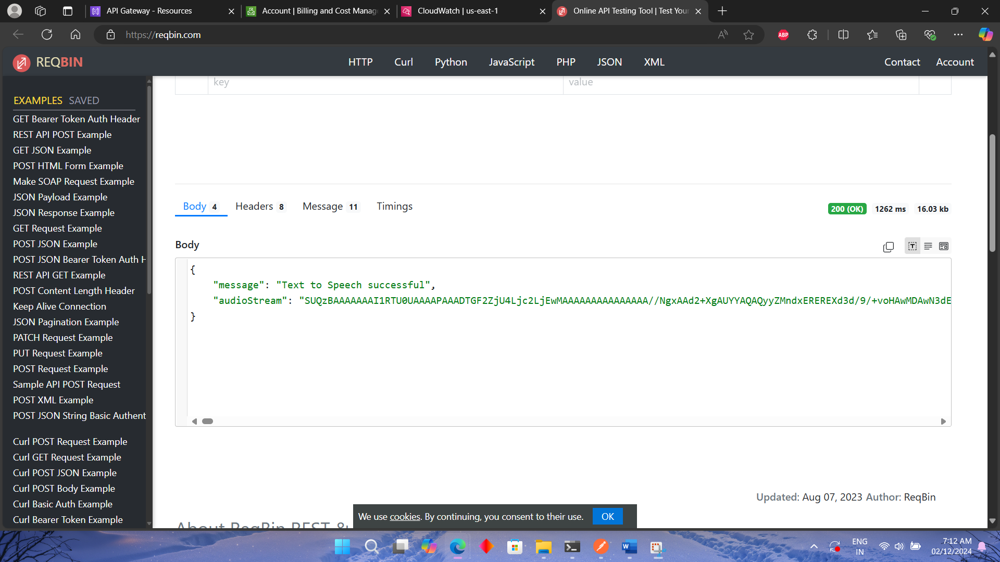 API Gateway - Resources
Account | Billing and Cost Manag
CloudWatch | us-east-1
Online API Testing Tool | Test Your
https://reqbin.com
ABP
REQBIN
HTTP
Curl
Python
JavaScript
PHP
JSON
XML
Contact
Account
EXAMPLES SAVED
GET Bearer Token Auth Header
REST API POST Example
GET JSON Example
POST HTML Form Example
Make SOAP Request Example
JSON Payload Example
JSON Response Example
GET Request Example
POST JSON Example
POST JSON Bearer Token Auth H
REST API GET Example
POST Content Length Header
Keep Alive Connection
JSON Pagination Example
PATCH Request Example
PUT Request Example
POST Request Example
Sample API POST Request
POST XML Example
POST JSON String Basic Authent
Curl POST Request Example
Curl GET Request Example
Curl POST JSON Example
Curl POST Body Example
Curl Basic Auth Example
Curl Bearer Token Example
key
value
Body 4
Headers 8
Message 11
Timings
200 (OK)
1262 ms
16.03 kb
Body
{
"message": "Text to Speech successful",
"audioStream": "SUQzBAAAAAAAI1RTU0UAAAAPAAADTGF2ZjU4Ljc2LjEwMAAAAAAAAAAAAAAA//NgxAAd2+XgAUYYAQAQyyZMndxEREREXd3d/9/+voHAwMDAwN3dE
}
Updated: Aug 07, 2023 Author: ReqBin
About ReqBin REST &
We use cookies. By continuing, you consent to their use.
OK
ENG
IN
7:12 AM
02/12/2024